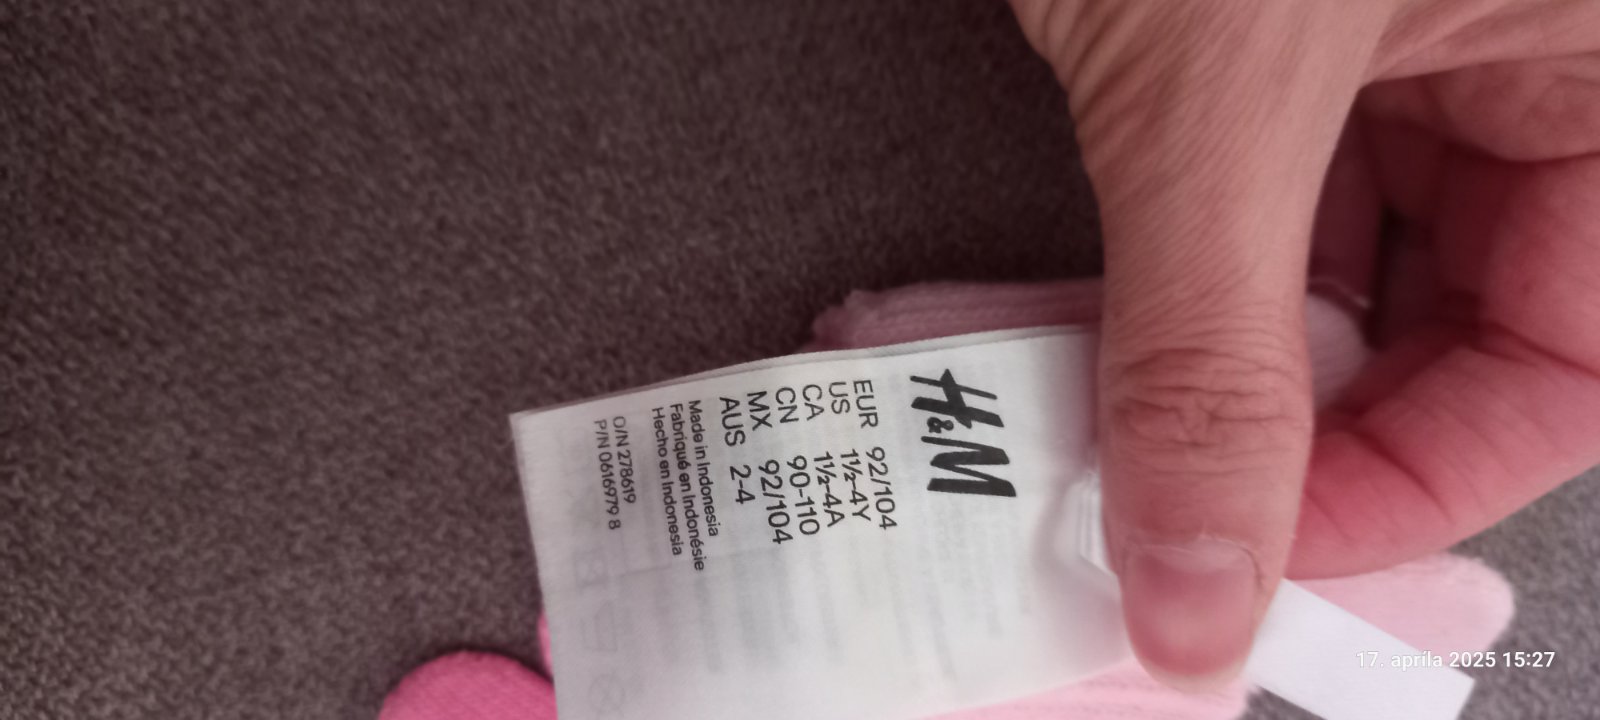 H&M
EUR 92/104
US 1½-4Y
CA 1½-4A
CN 90-110
MX 92/104
AUS 2-4
Made in Indonesia
Fabriqué en Indonésie
Hecho en Indonesia
O/N 278619
P/N 0616979 8
17. apríla 2025 15:27